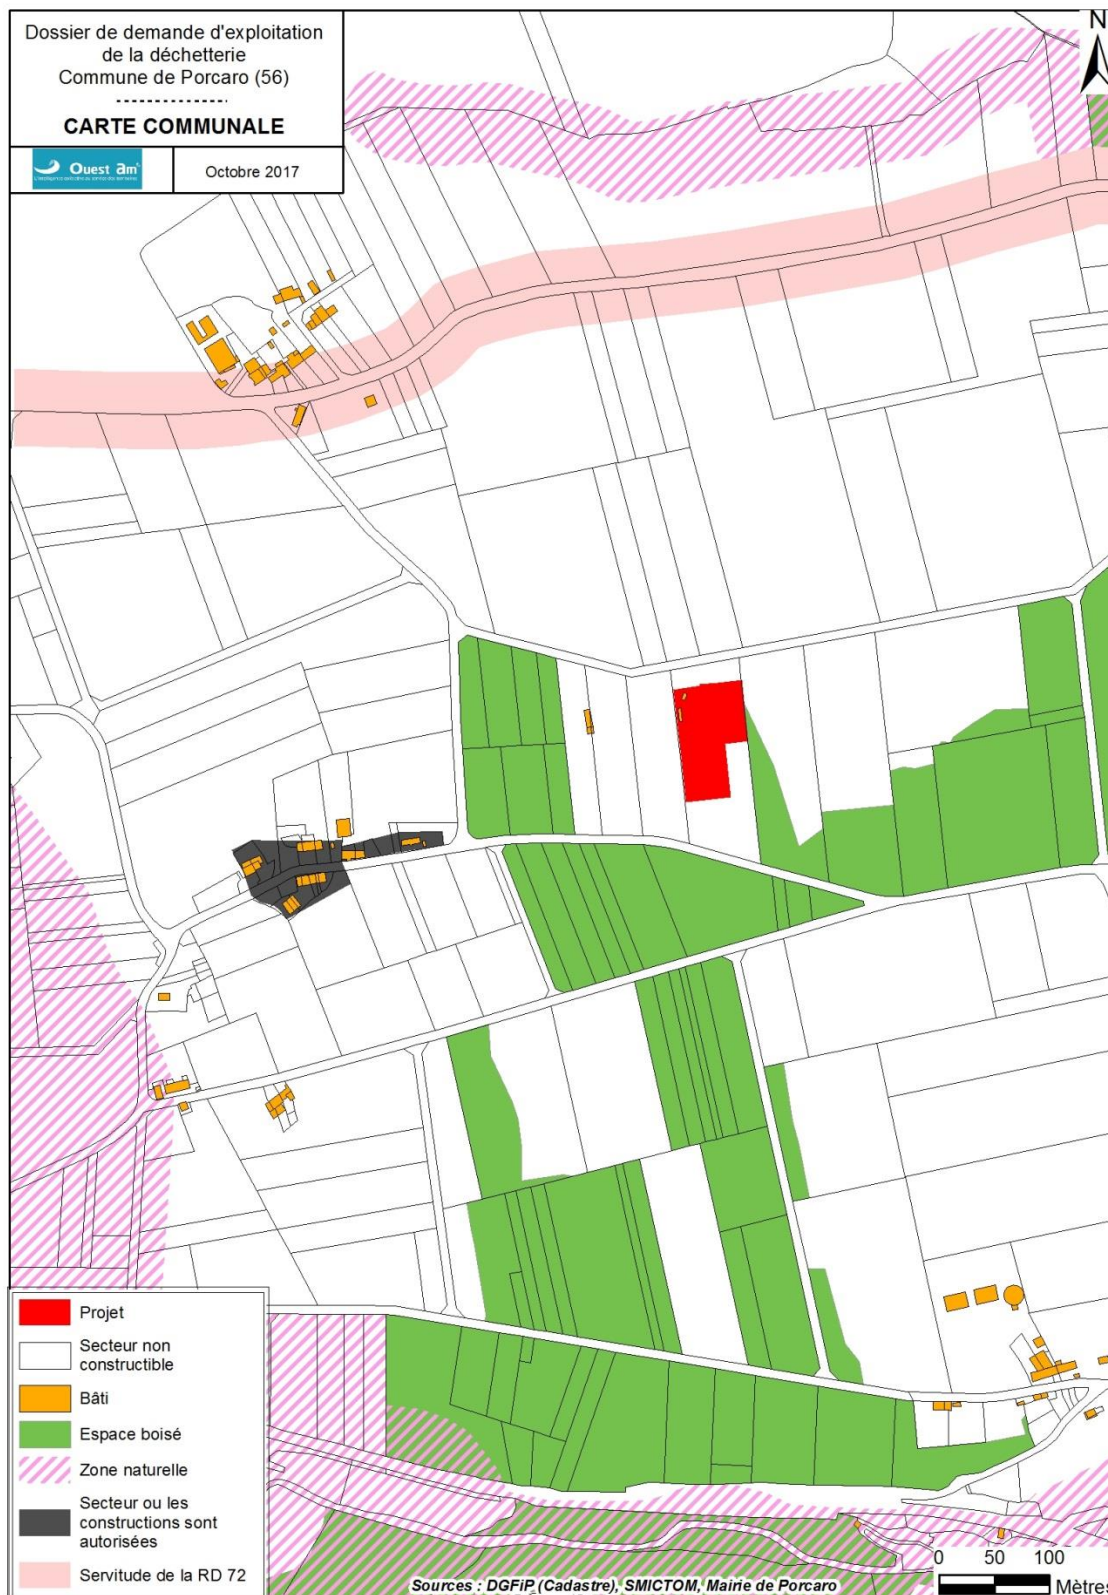 Dossier de demande d'exploitation
de la déchetterie
Commune de Porcaro (56)
CARTE COMMUNALE
Ouest am'
Octobre 2017
N
Projet
Secteur non
constructible
Bâti
Espace boisé
Zone naturelle
Secteur ou les
constructions sont
autorisées
Servitude de la RD 72
Sources : DGFiP (Cadastre), SMICTOM, Mairie de Porcaro
0 50 100
Mètre